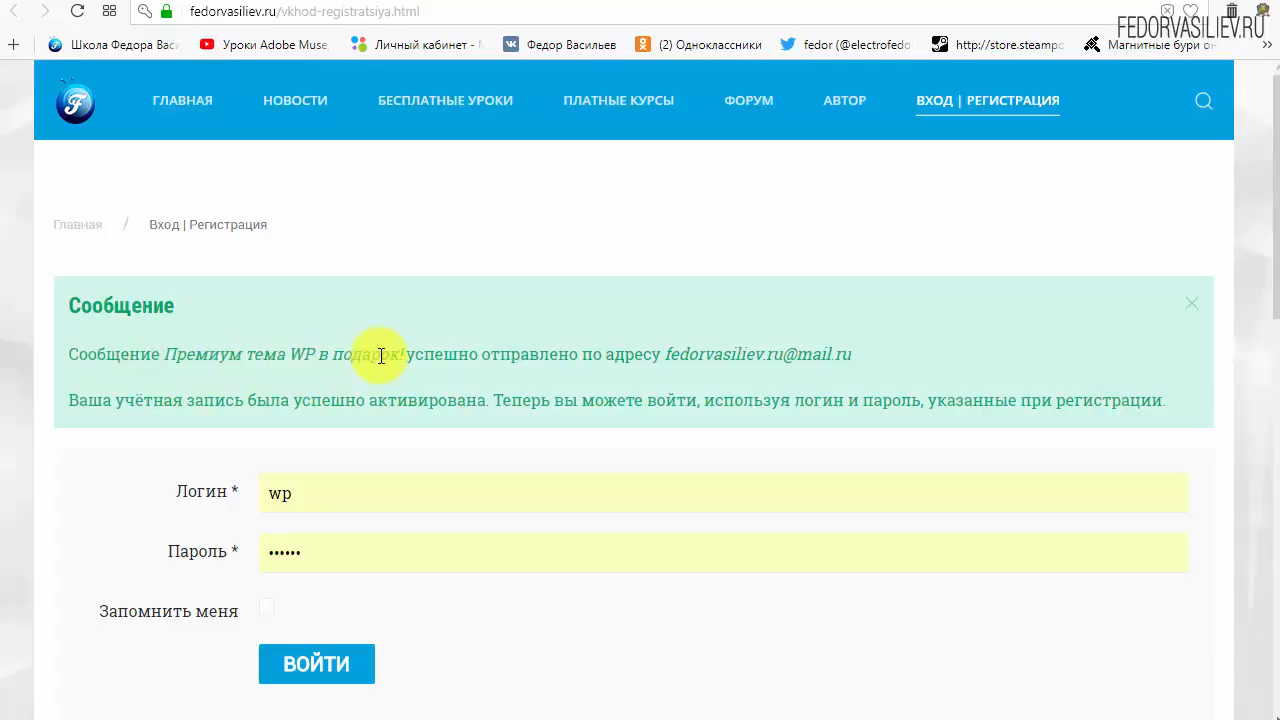 fedorvasiliev.ru/vkhod-registratsiya.html
FEDORVASILIEV.RU
Школа Федора Васи
Уроки Adobe Muse,
Личный кабинет - М
Федор Васильев
(2) Одноклассники
fedor (@electrofedo
http://store.steampo
Магнитные бури он
ГЛАВНАЯ
НОВОСТИ
БЕСПЛАТНЫЕ УРОКИ
ПЛАТНЫЕ КУРСЫ
ФОРУМ
АВТОР
ВХОД | РЕГИСТРАЦИЯ
Главная / Вход | Регистрация
Сообщение
Сообщение Премиум тема WP в подарок! успешно отправлено по адресу fedorvasiliev.ru@mail.ru
Ваша учётная запись была успешно активирована. Теперь вы можете войти, используя логин и пароль, указанные при регистрации.
Логин *
wp
Пароль *
••••••
Запомнить меня
ВОЙТИ